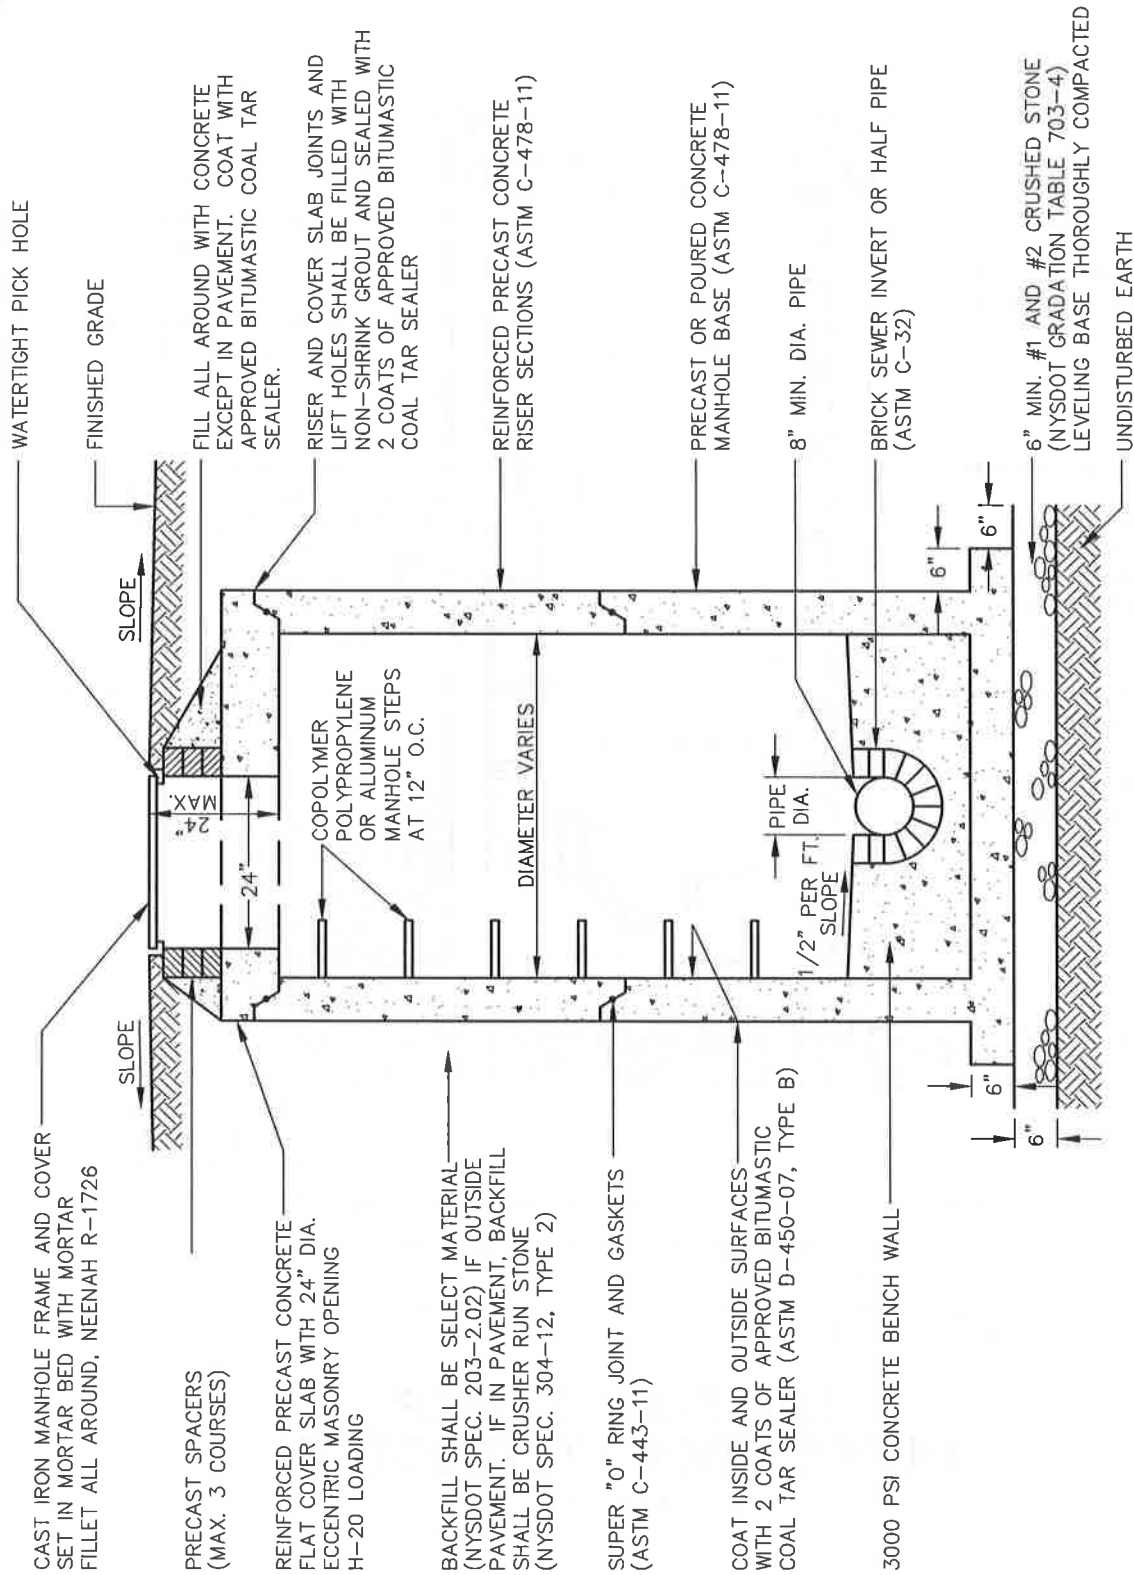 CAST IRON MANHOLE FRAME AND COVER
SET IN MORTAR BED WITH MORTAR
FILLET ALL AROUND, NEENAH R-1726
PRECAST SPACERS
(MAX. 3 COURSES)
REINFORCED PRECAST CONCRETE
FLAT COVER SLAB WITH 24" DIA.
ECCENTRIC MASONRY OPENING
H-20 LOADING
BACKFILL SHALL BE SELECT MATERIAL
(NYSDOT SPEC. 203-2.02) IF OUTSIDE
PAVEMENT. IF IN PAVEMENT, BACKFILL
SHALL BE CRUSHER RUN STONE
(NYSDOT SPEC. 304-12, TYPE 2)
SUPER "O" RING JOINT AND GASKETS
(ASTM C-443-11)
COAT INSIDE AND OUTSIDE SURFACES
WITH 2 COATS OF APPROVED BITUMASTIC
COAL TAR SEALER (ASTM D-450-07, TYPE B)
3000 PSI CONCRETE BENCH WALL
SLOPE
SLOPE
24"
MAX.
24"
COPOLYMER
POLYPROPYLENE
OR ALUMINUM
MANHOLE STEPS
AT 12" O.C.
DIAMETER VARIES
PIPE
DIA.
1/2" PER FT.
SLOPE
6"
6"
6"
6"
WATERTIGHT PICK HOLE
FINISHED GRADE
FILL ALL AROUND WITH CONCRETE
EXCEPT IN PAVEMENT. COAT WITH
APPROVED BITUMASTIC COAL TAR
SEALER.
RISER AND COVER SLAB JOINTS AND
LIFT HOLES SHALL BE FILLED WITH
NON-SHRINK GROUT AND SEALED WITH
2 COATS OF APPROVED BITUMASTIC
COAL TAR SEALER
REINFORCED PRECAST CONCRETE
RISER SECTIONS (ASTM C-478-11)
PRECAST OR POURED CONCRETE
MANHOLE BASE (ASTM C-478-11)
8" MIN. DIA. PIPE
BRICK SEWER INVERT OR HALF PIPE
(ASTM C-32)
6" MIN. #1 AND #2 CRUSHED STONE
(NYSDOT GRADATION TABLE 703-4)
LEVELING BASE THOROUGHLY COMPACTED
UNDISTURBED EARTH